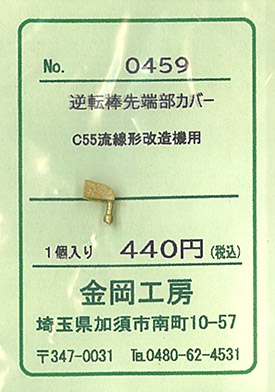 No. 0459
逆転棒先端部カバー
C55流線形改造機用
1個入り 440円(税込)
金岡工房
埼玉県加須市南町10-57
〒347-0031 ℡0480-62-4531